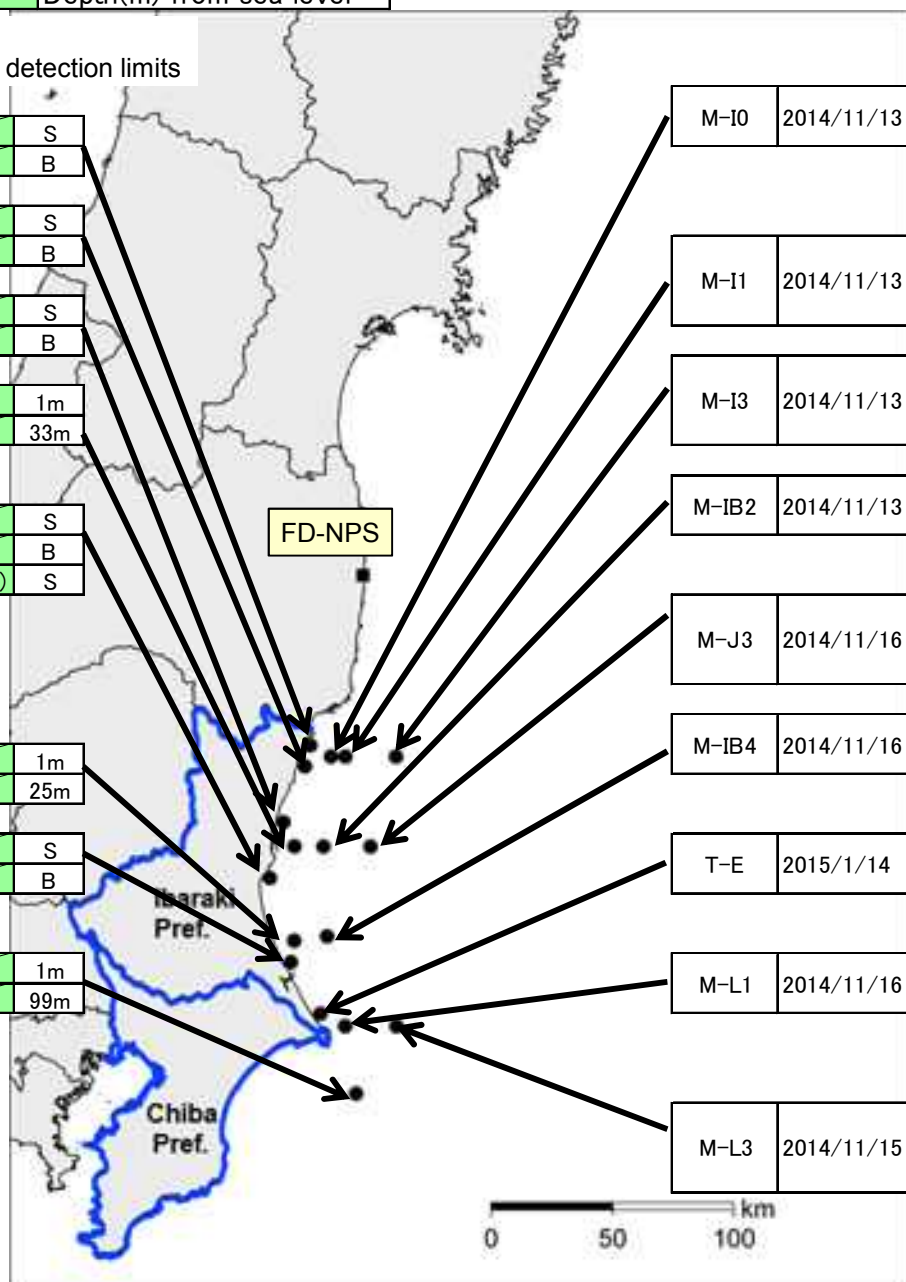 Depth(m) from sea level
detection limits
S
B
S
B
S
B
1m
33m
S
B
) S
1m
25m
S
B
1m
99m
FD-NPS
Ibaraki
Pref.
Chiba
Pref.
M-I0 2014/11/13
M-I1 2014/11/13
M-I3 2014/11/13
M-IB2 2014/11/13
M-J3 2014/11/16
M-IB4 2014/11/16
T-E 2015/1/14
M-L1 2014/11/16
M-L3 2014/11/15
km
0 50 100